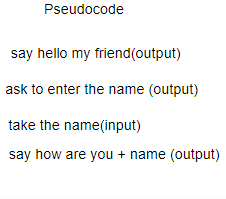 Pseudocode
say hello my friend(output)
ask to enter the name (output)
take the name(input)
say how are you + name (output)